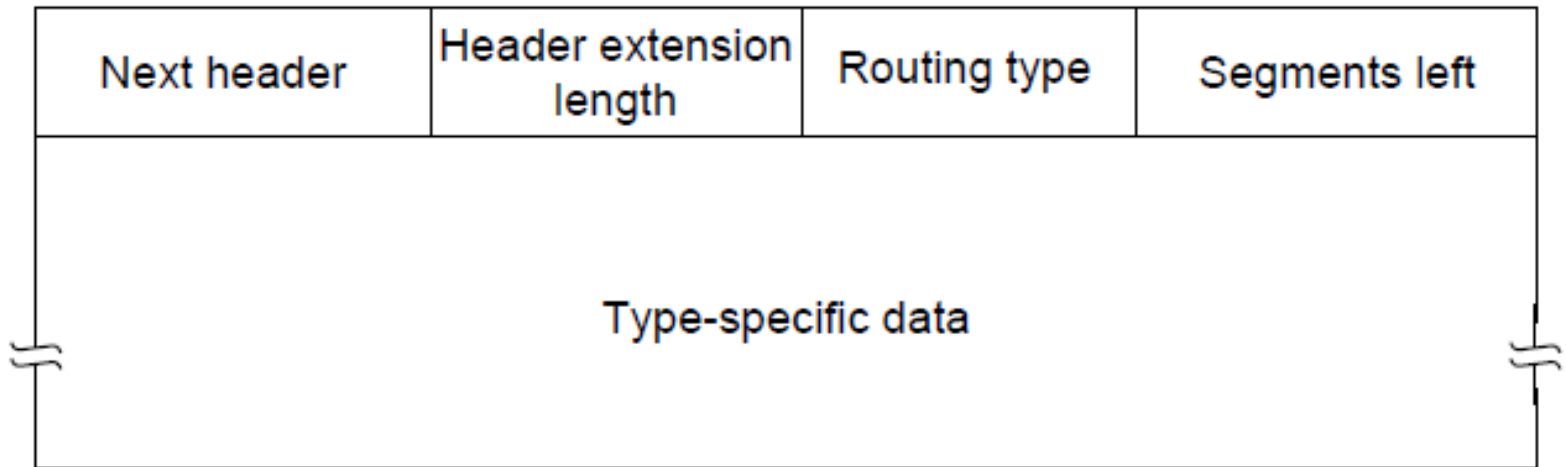 Next header
Header extension
length
Routing type
Segments left
Type-specific data